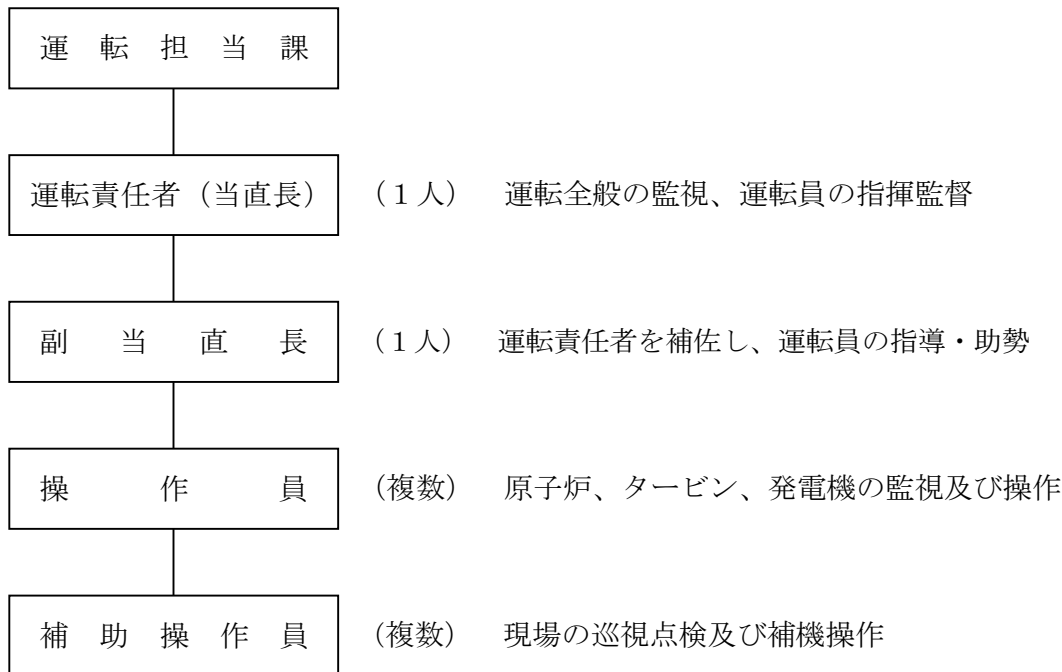 運転担当課
運転責任者（当直長） （１人） 運転全般の監視、運転員の指揮監督
副当直長 （１人） 運転責任者を補佐し、運転員の指導・助勢
操作員 （複数） 原子炉、タービン、発電機の監視及び操作
補助操作員 （複数） 現場の巡視点検及び補機操作